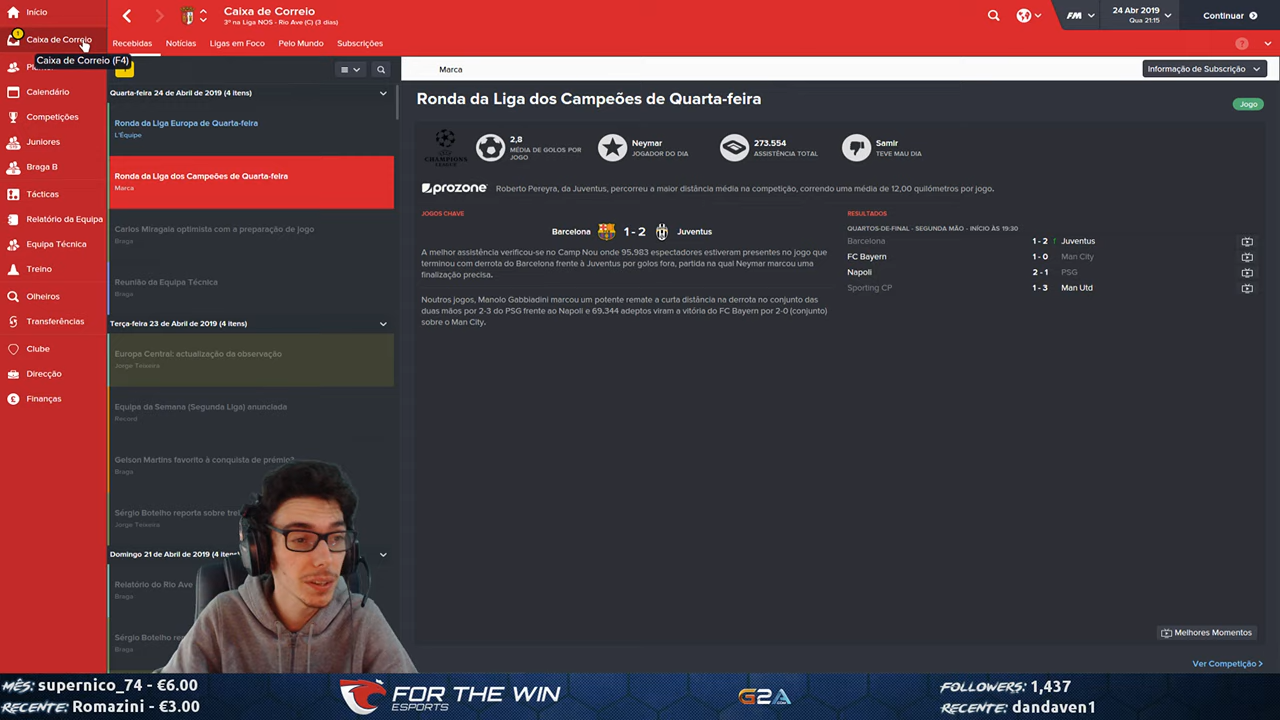 Início
1
Caixa de Correio
Caixa de Correio (F4)
Calendário
Competições
Juniores
Braga B
Tácticas
Relatório da Equipa
Equipa Técnica
Treino
Olheiros
Transferências
Clube
Direcção
Finanças
Caixa de Correio
3º na Liga NOS - Rio Ave (C) (3 dias)
FM
24 Abr 2019
Qua 21:15
Continuar
Recebidas
Notícias
Ligas em Foco
Pelo Mundo
Subscrições
?
Quarta-feira 24 de Abril de 2019 (4 itens)
Ronda da Liga Europa de Quarta-feira
L'Équipe
Ronda da Liga dos Campeões de Quarta-feira
Marca
Carlos Miragaia optimista com a preparação de jogo
Braga
Reunião da Equipa Técnica
Braga
Terça-feira 23 de Abril de 2019 (4 itens)
Europa Central: actualização da observação
Jorge Teixeira
Equipa da Semana (Segunda Liga) anunciada
Record
Gelson Martins favorito à conquista de prémio
Braga
Sérgio Botelho reporta sobre
Jorge Teixeira
Domingo 21 de Abril de 2019 (4 itens)
Relatório do Rio Ave
Braga
Sérgio Botelho
Braga
Marca
Informação de Subscrição
Ronda da Liga dos Campeões de Quarta-feira
Jogo
CHAMPIONS LEAGUE
2,8
MÉDIA DE GOLOS POR JOGO
Neymar
JOGADOR DO DIA
273.554
ASSISTÊNCIA TOTAL
Samir
TEVE MAU DIA
prozone
Roberto Pereyra, da Juventus, percorreu a maior distância média na competição, correndo uma média de 12,00 quilómetros por jogo.
JOGOS CHAVE
Barcelona 1 - 2 Juventus
A melhor assistência verificou-se no Camp Nou onde 95.983 espectadores estiveram presentes no jogo que
terminou com derrota do Barcelona frente à Juventus por golos fora, partida na qual Neymar marcou uma
finalização precisa.
Noutros jogos, Manolo Gabbiadini marcou um potente remate a curta distância na derrota no conjunto das
duas mãos por 2-3 do PSG frente ao Napoli e 69.344 adeptos viram a vitória do FC Bayern por 2-0 (conjunto)
sobre o Man City.
RESULTADOS
QUARTOS-DE-FINAL - SEGUNDA MÃO - INÍCIO ÀS 19:30
Barcelona 1 - 2 Juventus
FC Bayern 1 - 0 Man City
Napoli 2 - 1 PSG
Sporting CP 1 - 3 Man Utd
Melhores Momentos
Ver Competição >
MÊS: supernico_74 - €6.00
RECENTE: Romazini - €3.00
FOR THE WIN
ESPORTS
G2A
.COM
FOLLOWERS: 1,437
RECENTE: dandaven1